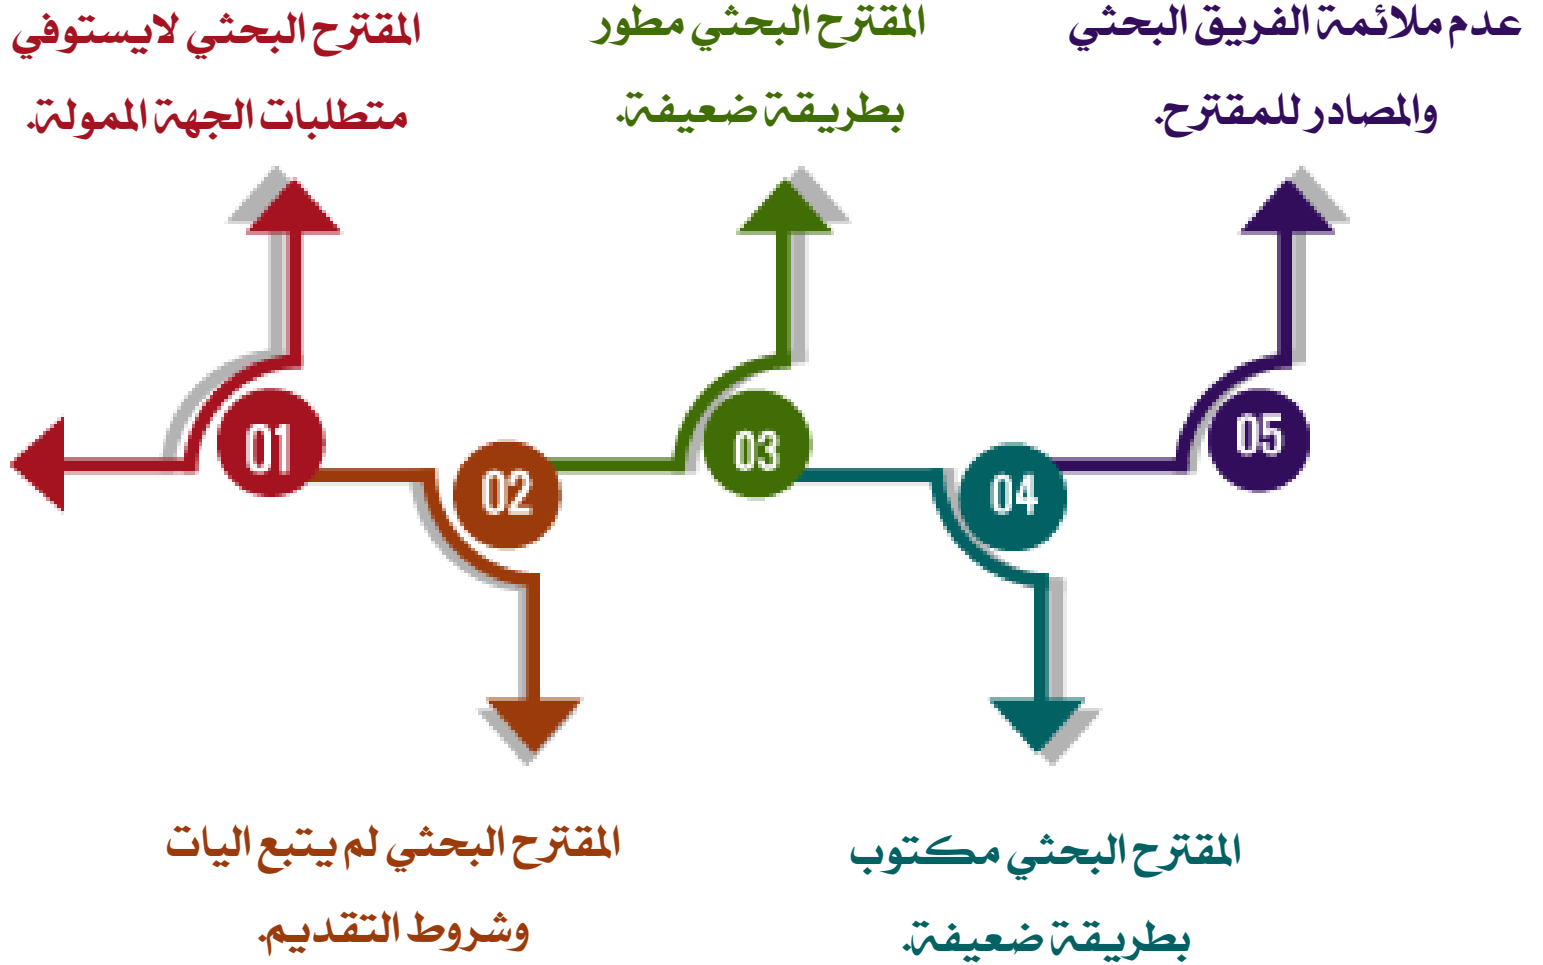 المقترح البحثي لايستوفي
متطلبات الجهة الممولة.
01
المقترح البحثي لم يتبع اليات
وشروط التقديم.
02
المقترح البحثي مطور
بطريقة ضعيفة.
03
المقترح البحثي مكتوب
بطريقة ضعيفة.
04
عدم ملائمة الفريق البحثي
والمصادر للمقترح.
05